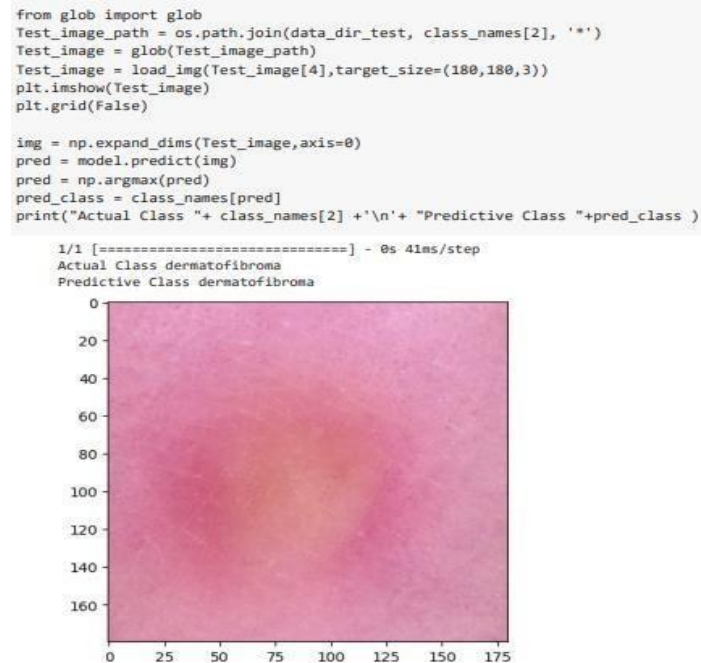 from glob import glob
Test_image_path = os.path.join(data_dir_test, class_names[2], '*')
Test_image = glob(Test_image_path)
Test_image = load_img(Test_image[4],target_size=(180,180,3))
plt.imshow(Test_image)
plt.grid(False)
img = np.expand_dims(Test_image,axis=0)
pred = model.predict(img)
pred = np.argmax(pred)
pred_class = class_names[pred]
print("Actual Class "+ class_names[2] +'\n'+ "Predictive Class "+pred_class )
1/1 [==============================] - 0s 41ms/step
Actual Class dermatofibroma
Predictive Class dermatofibroma
0
20
40
60
80
100
120
140
160
0 25 50 75 100 125 150 175